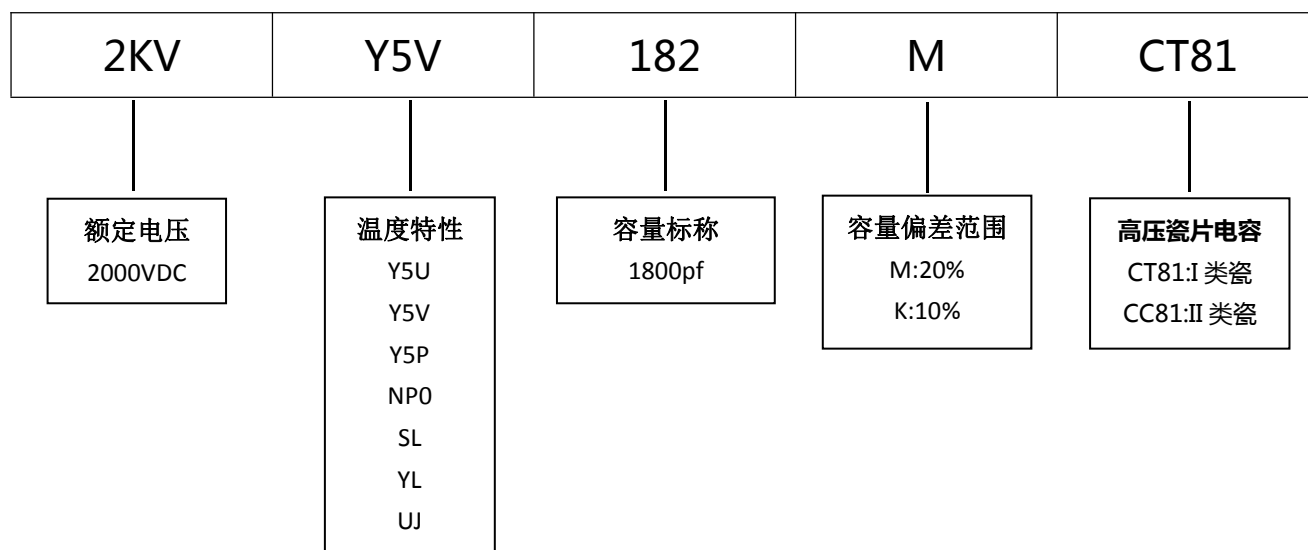 2KV Y5V 182 M CT81
额定电压
2000VDC
温度特性
Y5U
Y5V
Y5P
NP0
SL
YL
UJ
容量标称
1800pf
容量偏差范围
M:20%
K:10%
高压瓷片电容
CT81:I 类瓷
CC81:II 类瓷